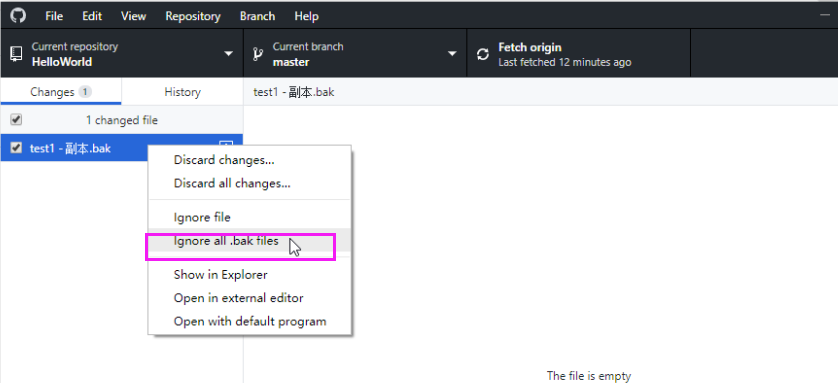 File Edit View Repository Branch Help
Current repository
HelloWorld
Current branch
master
Fetch origin
Last fetched 12 minutes ago
Changes 1 History
test1 - 副本.bak
1 changed file
test1 - 副本.bak
Discard changes...
Discard all changes...
Ignore file
Ignore all .bak files
Show in Explorer
Open in external editor
Open with default program
The file is empty